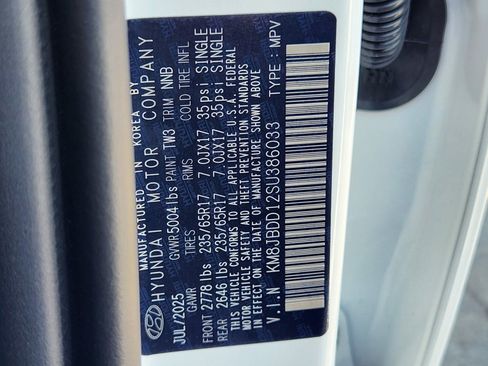 MANUFACTURED IN KOREA BY
HYUNDAI MOTOR COMPANY
JUL/2025 GVWR 5004 lbs PAINT TW3 TRIM NNB
GAWR TIRES RIMS COLD TIRE INFL
FRONT 2778 lbs 235/65R17 7.0JX17 35psi SINGLE
REAR 2646 lbs 235/65R17 7.0JX17 35psi SINGLE
THIS VEHICLE CONFORMS TO ALL APPLICABLE U.S.A. FEDERAL
MOTOR VEHICLE SAFETY AND THEFT PREVENTION STANDARDS
IN EFFECT ON THE DATE OF MANUFACTURE SHOWN ABOVE
V.I.N KM8JBDD12SU386033 TYPE: MPV